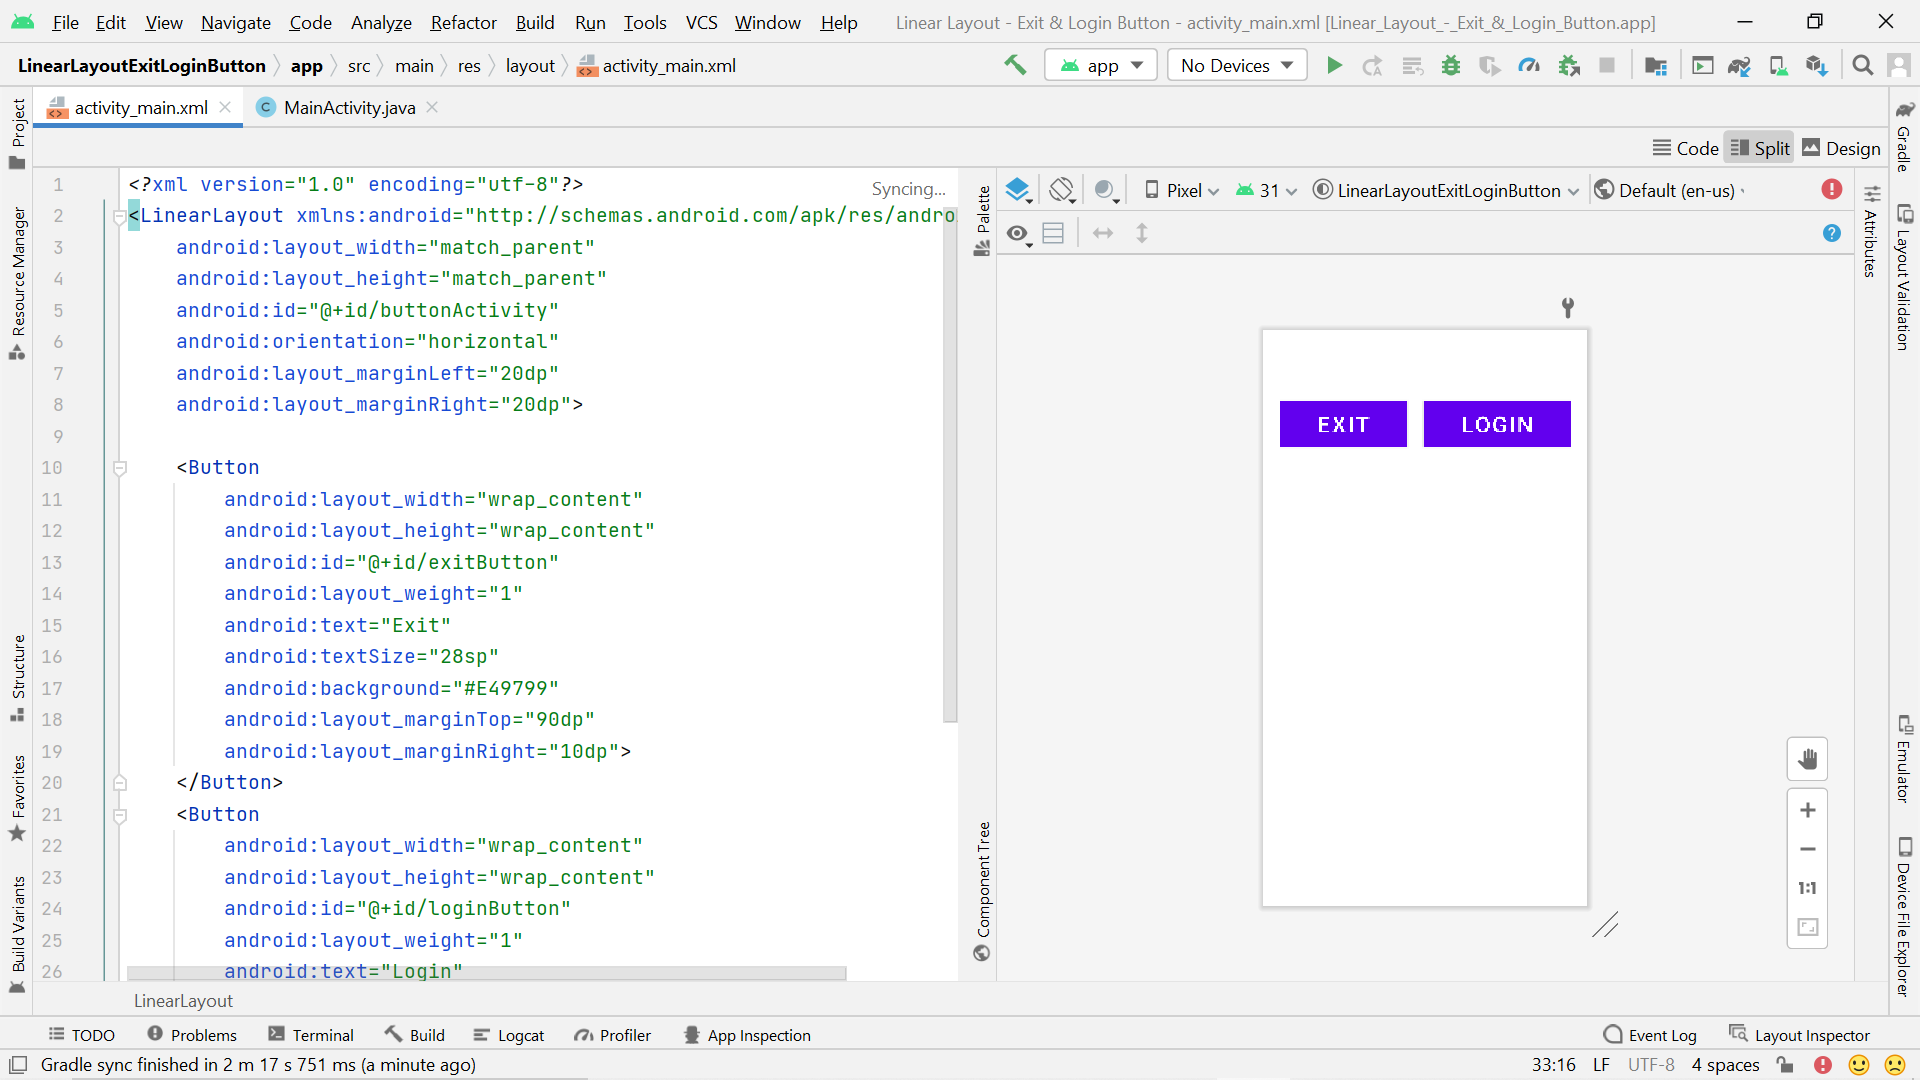 File Edit View Navigate Code Analyze Refactor Build Run Tools VCS Window Help Linear Layout - Exit & Login Button - activity_main.xml [Linear_Layout_-_Exit_&_Login_Button.app]
LinearLayoutExitLoginButton app src main res layout activity_main.xml app No Devices
activity_main.xml MainActivity.java
Code Split Design
Project
Resource Manager
Structure
Favorites
Build Variants
1 <?xml version="1.0" encoding="utf-8"?>
Syncing...
2 <LinearLayout xmlns:android="http://schemas.android.com/apk/res/andro
3 android:layout_width="match_parent"
4 android:layout_height="match_parent"
5 android:id="@+id/buttonActivity"
6 android:orientation="horizontal"
7 android:layout_marginLeft="20dp"
8 android:layout_marginRight="20dp">
9
10 <Button
11 android:layout_width="wrap_content"
12 android:layout_height="wrap_content"
13 android:id="@+id/exitButton"
14 android:layout_weight="1"
15 android:text="Exit"
16 android:textSize="28sp"
17 android:background="#E49799"
18 android:layout_marginTop="90dp"
19 android:layout_marginRight="10dp">
20 </Button>
21 <Button
22 android:layout_width="wrap_content"
23 android:layout_height="wrap_content"
24 android:id="@+id/loginButton"
25 android:layout_weight="1"
26 android:text="Login"
LinearLayout
Palette
Component Tree
Pixel 31 LinearLayoutExitLoginButton Default (en-us)
EXIT LOGIN
1:1
Attributes
Gradle
Layout Validation
Emulator
Device File Explorer
TODO Problems Terminal Build Logcat Profiler App Inspection Event Log Layout Inspector
Gradle sync finished in 2 m 17 s 751 ms (a minute ago) 33:16 LF UTF-8 4 spaces